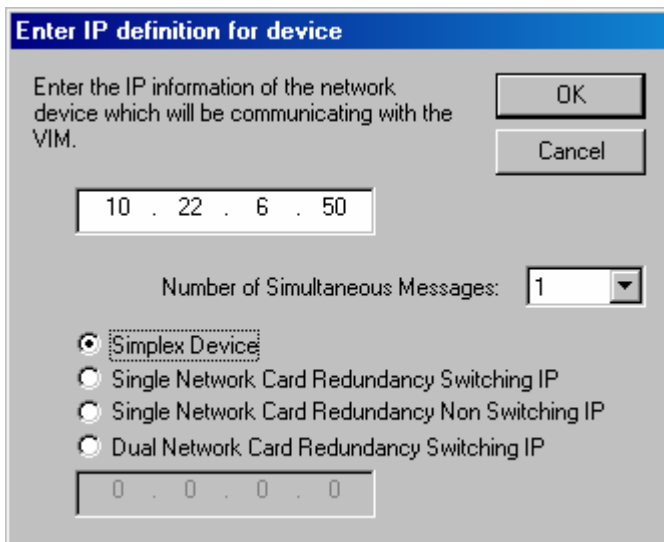 Enter IP definition for device
Enter the IP information of the network
device which will be communicating with the
VIM.
OK
Cancel
10 . 22 . 6 . 50
Number of Simultaneous Messages: 1
Simplex Device
Single Network Card Redundancy Switching IP
Single Network Card Redundancy Non Switching IP
Dual Network Card Redundancy Switching IP
0 . 0 . 0 . 0